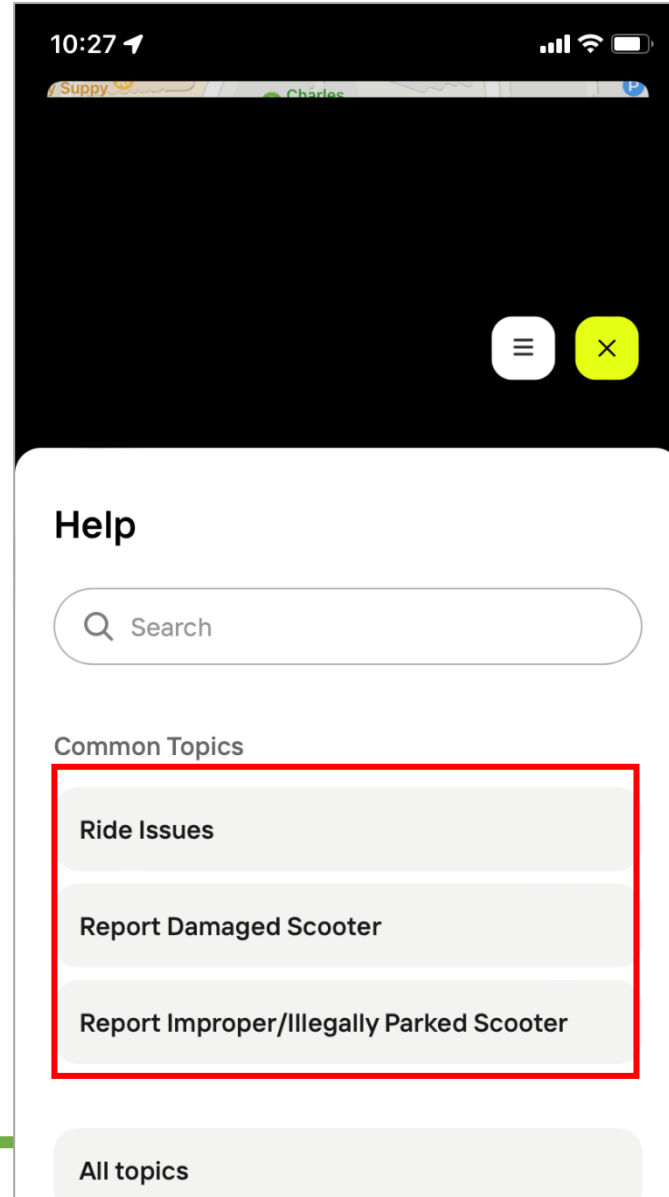 10:27
Suppy
Charles
P
Help
Search
Common Topics
Ride Issues
Report Damaged Scooter
Report Improper/Illegally Parked Scooter
All topics